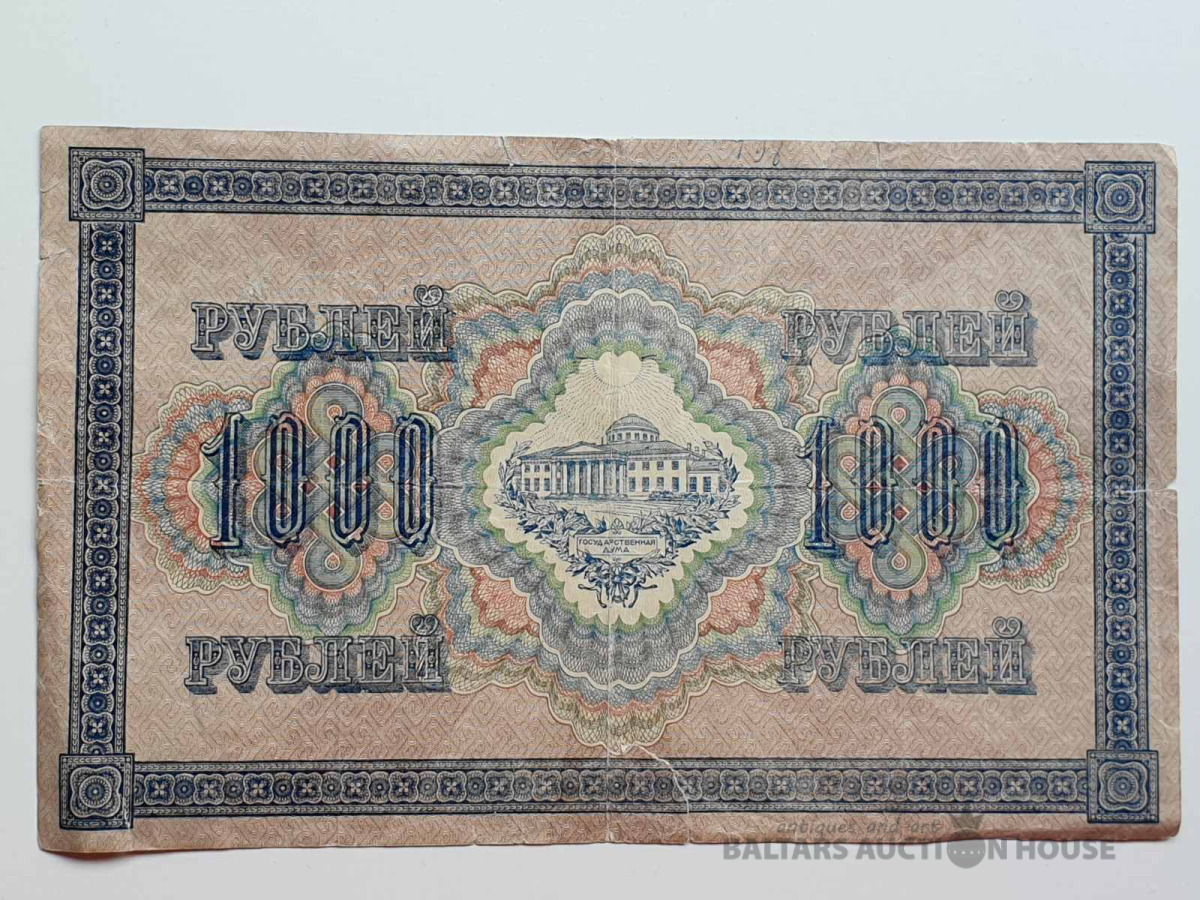 РУБЛЕЙ РУБЛЕЙ
1000 1000
ГОСУДАРСТВЕННАЯ
ДУМА
РУБЛЕЙ РУБЛЕЙ
antiques and art
BALTARS AUCTION HOUSE